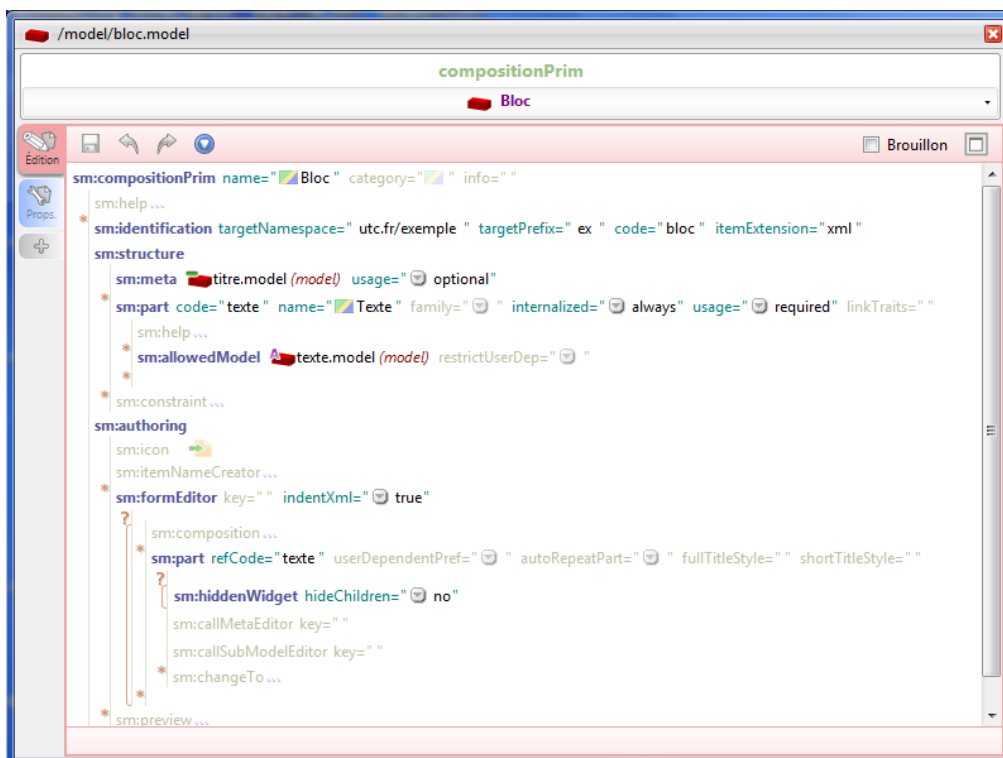 /model/bloc.model
compositionPrim
Bloc
Édition
Brouillon
Props.
sm:compositionPrim name=" Bloc " category=" " info=" "
sm:help ...
* sm:identification targetNamespace=" utc.fr/exemple " targetPrefix=" ex " code=" bloc " itemExtension=" xml "
sm:structure
sm:meta titre.model (model) usage=" optional"
* sm:part code=" texte " name=" Texte " family=" " internalized=" always" usage=" required" linkTraits=" "
sm:help ...
* sm:allowedModel texte.model (model) restrictUserDep=" "
*
* sm:constraint ...
sm:authoring
sm:icon
sm:itemNameCreator ...
* sm:formEditor key=" " indentXml=" true"
?
sm:composition ...
* sm:part refCode=" texte " userDependentPref=" " autoRepeatPart=" " fullTitleStyle=" " shortTitleStyle=" "
?
sm:hiddenWidget hideChildren=" no"
sm:callMetaEditor key=" "
sm:callSubModelEditor key=" "
* sm:changeTo ...
*
* sm:preview ...